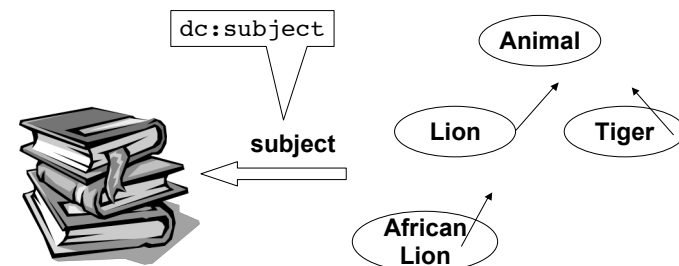 dc:subject
Animal
subject
Lion
Tiger
African
Lion